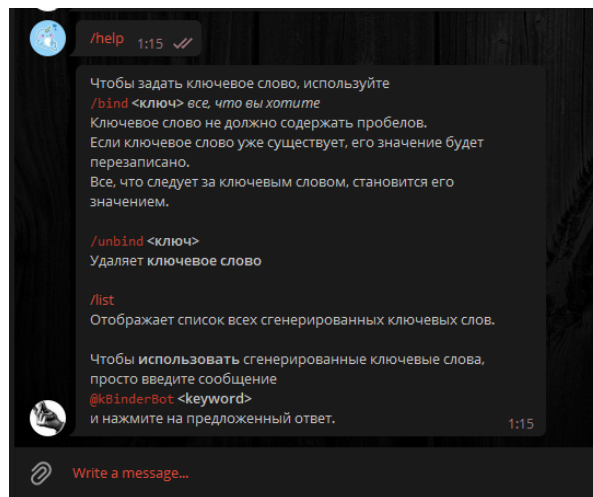 /help 1:15
Чтобы задать ключевое слово, используйте
/bind <ключ> все, что вы хотите
Ключевое слово не должно содержать пробелов.
Если ключевое слово уже существует, его значение будет
перезаписано.
Все, что следует за ключевым словом, становится его
значением.
/unbind <ключ>
Удаляет ключевое слово
/list
Отображает список всех сгенерированных ключевых слов.
Чтобы использовать сгенерированные ключевые слова,
просто введите сообщение
@kBinderBot <keyword>
и нажмите на предложенный ответ.
1:15
Write a message...